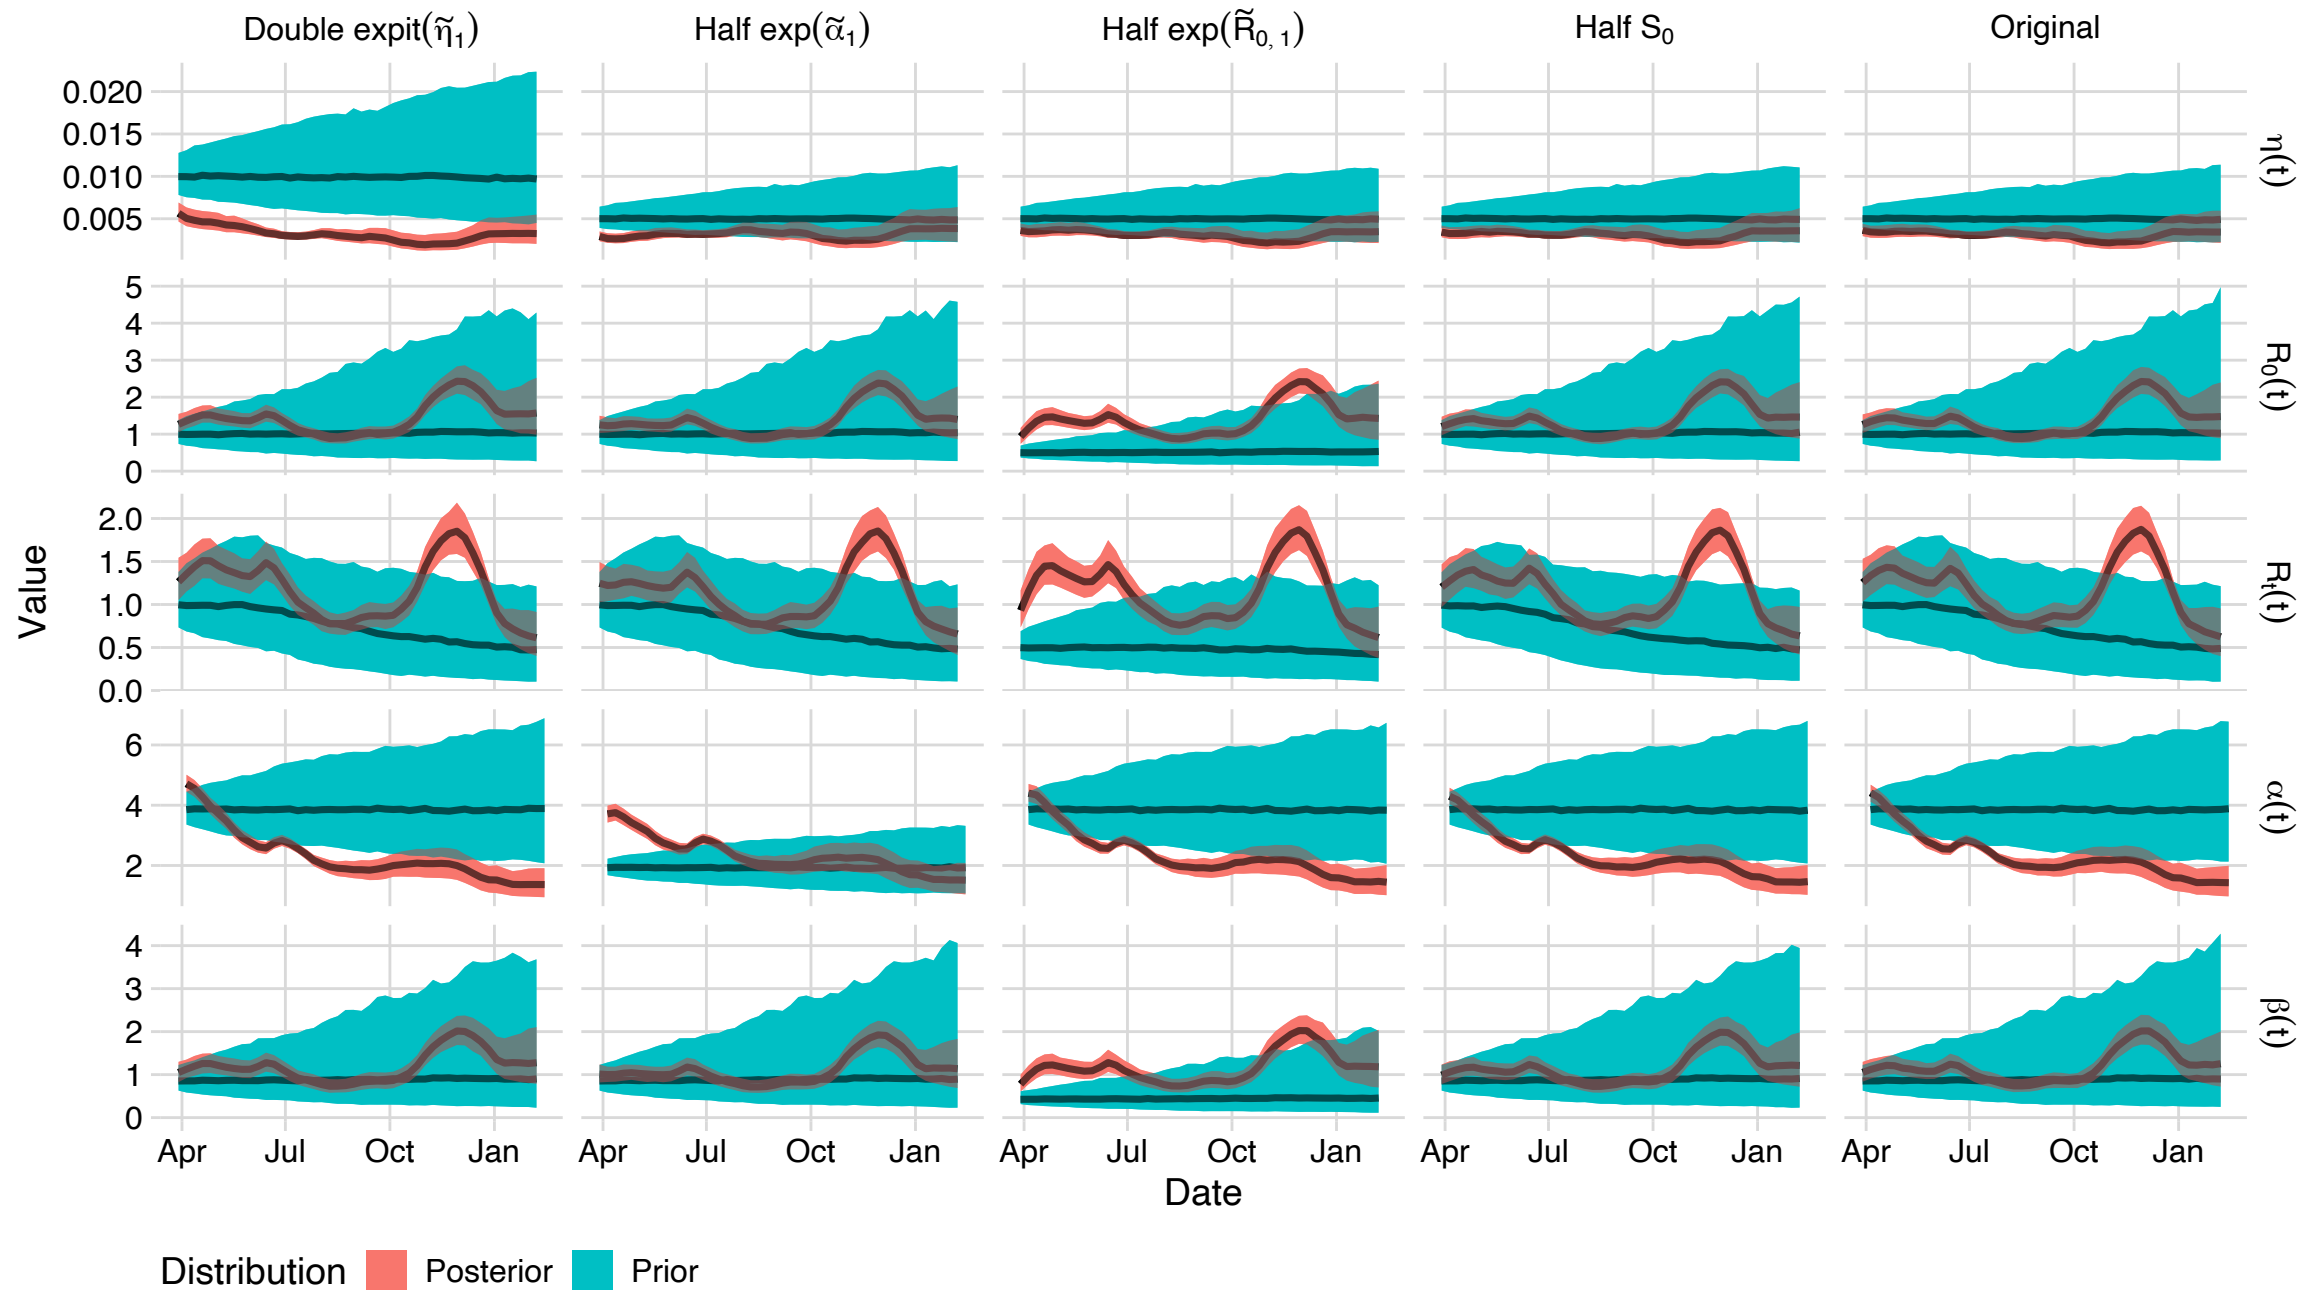 Double expit(η̃₁) Half exp(α̃₁) Half exp(R̃₀,₁) Half S₀ Original
0.020
0.015
0.010
0.005
η(t)
5
4
3
2
1
0
R₀(t)
2.0
1.5
1.0
0.5
0.0
Rₜ(t)
Value
6
4
2
α(t)
4
3
2
1
0
β(t)
Apr Jul Oct Jan Apr Jul Oct Jan Apr Jul Oct Jan Apr Jul Oct Jan Apr Jul Oct Jan
Date
Distribution Posterior Prior